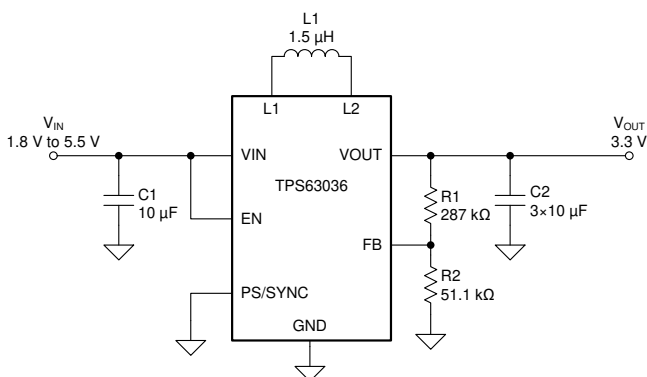 L1
1.5 µH
L1
L2
VIN
1.8 V to 5.5 V
VOUT
3.3 V
VIN
VOUT
TPS63036
C1
10 µF
R1
287 kΩ
C2
3×10 µF
EN
FB
R2
51.1 kΩ
PS/SYNC
GND